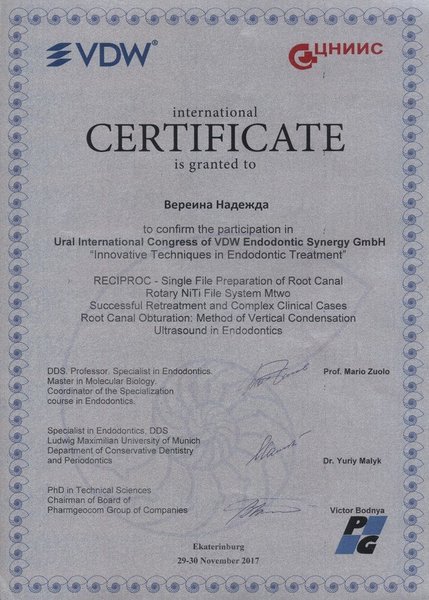 VDW®
ЦНИИС
international
CERTIFICATE
is granted to
Вереина Надежда
to confirm the participation in
Ural International Congress of VDW Endodontic Synergy GmbH
“Innovative Techniques in Endodontic Treatment”
RECIPROC - Single File Preparation of Root Canal
Rotary NiTi File System Mtwo
Successful Retreatment and Complex Clinical Cases
Root Canal Obturation: Method of Vertical Condensation
Ultrasound in Endodontics
DDS. Professor. Specialist in Endodontics.
Master in Molecular Biology.
Coordinator of the Specialization
course in Endodontics.
Prof. Mario Zuolo
Specialist in Endodontics, DDS
Ludwig Maximilian University of Munich
Department of Conservative Dentistry
and Periodontics
Dr. Yuriy Malyk
PhD in Technical Sciences
Chairman of Board of
Pharmgeocom Group of Companies
Victor Bodnya
PG
Ekaterinburg
29-30 November 2017